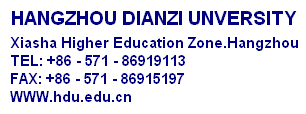 HANGZHOU DIANZI UNVERSITY
Xiasha Higher Education Zone.Hangzhou
TEL: +86 - 571 - 86919113
FAX: +86 - 571 - 86915197
WWW.hdu.edu.cn